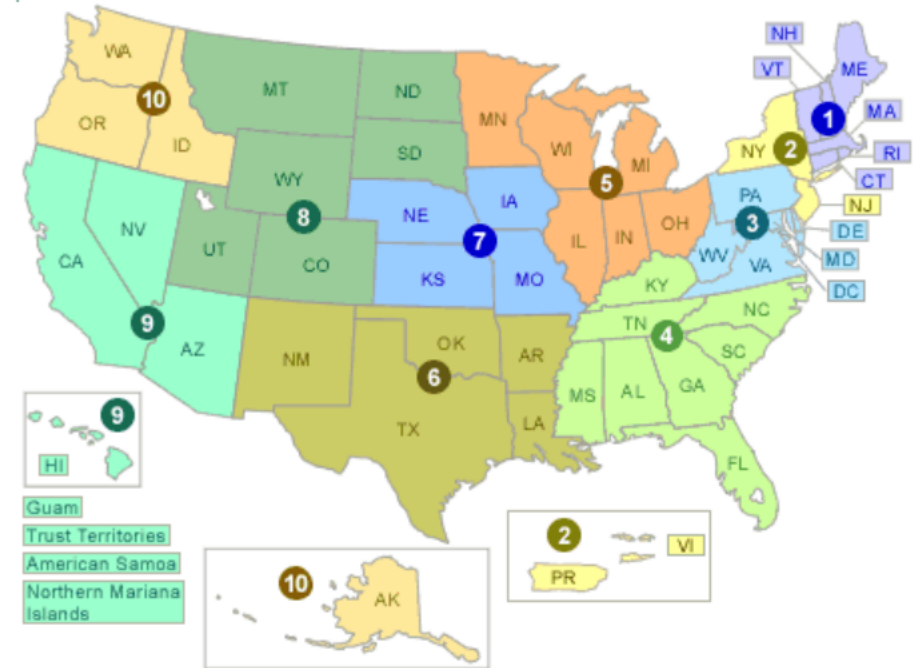 NH
WA
VT
ME
10
MT
ND
MN
MA
OR
1
ID
WI
NY
2
SD
MI
RI
WY
5
CT
PA
IA
NJ
NE
8
3
NV
7
OH
DE
UT
IL
IN
WV
CA
CO
VA
MD
KS
MO
KY
DC
9
NC
TN
4
AZ
OK
SC
NM
AR
6
GA
MS
AL
9
TX
LA
HI
FL
Guam
Trust Territories
2
VI
American Samoa
PR
10
AK
Northern Mariana
Islands